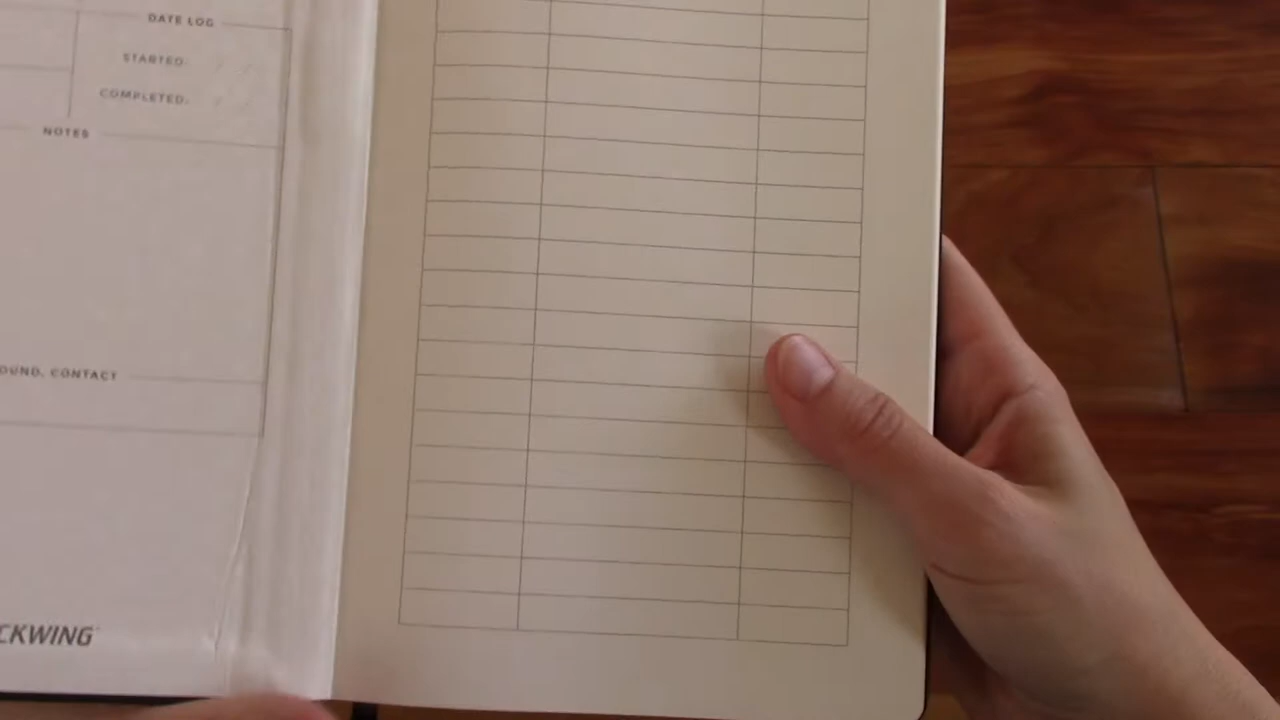 DATE LOG
STARTED:
COMPLETED:
NOTES
OUND, CONTACT
CKWING